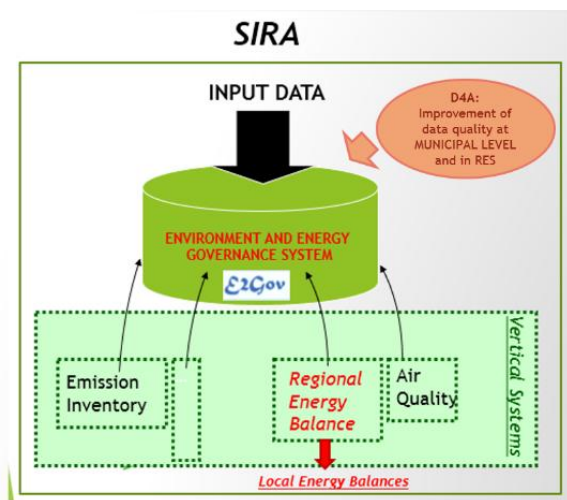 SIRA
INPUT DATA
D4A:
Improvement of
data quality at
MUNICIPAL LEVEL
and in RES
ENVIRONMENT AND ENERGY
GOVERNANCE SYSTEM
E2Gov
Emission
Inventory
Regional
Energy
Balance
Air
Quality
Vertical Systems
Local Energy Balances